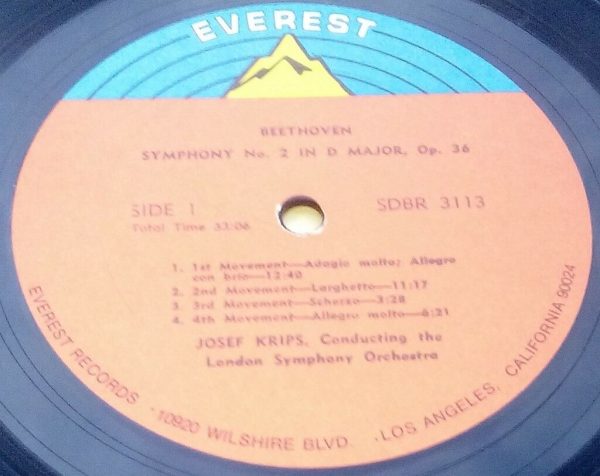 EVEREST
BEETHOVEN
SYMPHONY No. 2 IN D MAJOR, Op. 36
SIDE 1
SDBR 3113
Total Time 33:06
1. 1st Movement—Adagio molto; Allegro
con brio—12:40
2. 2nd Movement—Larghetto—11:17
3. 3rd Movement—Scherzo—3:28
4. 4th Movement—Allegro molto—6:21
JOSEF KRIPS, Conducting the
London Symphony Orchestra
EVEREST RECORDS · 10920 WILSHIRE BLVD. · LOS ANGELES, CALIFORNIA 90024